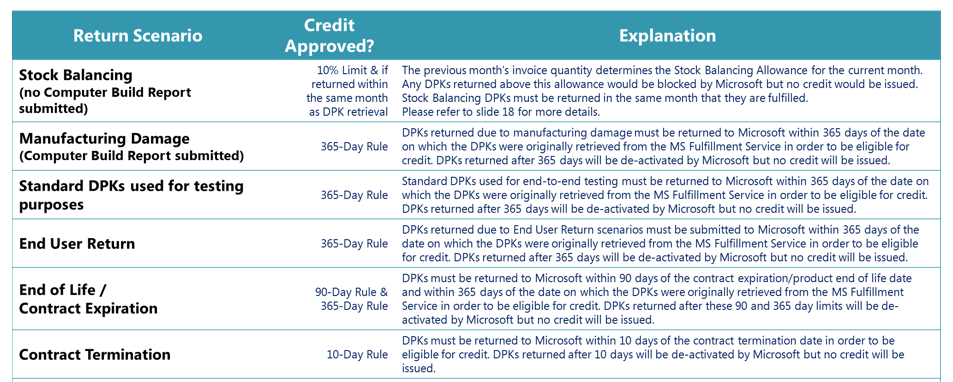 Return Scenario
Credit
Approved?
Explanation
Stock Balancing
(no Computer Build Report
submitted)
10% Limit & if
returned within
the same month
as DPK retrieval
The previous month's invoice quantity determines the Stock Balancing Allowance for the current month.
Any DPKs returned above this allowance would be blocked by Microsoft but no credit would be issued.
Stock Balancing DPKs must be returned in the same month that they are fulfilled.
Please refer to slide 18 for more details.
Manufacturing Damage
(Computer Build Report submitted)
365-Day Rule
DPKs returned due to manufacturing damage must be returned to Microsoft within 365 days of the date
on which the DPKs were originally retrieved from the MS Fulfillment Service in order to be eligible for
credit. DPKs returned after 365 days will be de-activated by Microsoft but no credit will be issued.
Standard DPKs used for testing
purposes
365-Day Rule
Standard DPKs used for end-to-end testing must be returned to Microsoft within 365 days of the date on
which the DPKs were originally retrieved from the MS Fulfillment Service in order to be eligible for credit.
DPKs returned after 365 days will be de-activated by Microsoft but no credit will be issued.
End User Return
365-Day Rule
DPKs returned due to End User Return scenarios must be submitted to Microsoft within 365 days of the
date on which the DPKs were originally retrieved from the MS Fulfillment Service in order to be eligible
for credit. DPKs returned after 365 days will be de-activated by Microsoft but no credit will be issued.
End of Life /
Contract Expiration
90-Day Rule &
365-Day Rule
DPKs must be returned to Microsoft within 90 days of the contract expiration/product end of life date
and within 365 days of the date on which the DPKs were originally retrieved from the MS Fulfillment
Service in order to be eligible for credit. DPKs returned after these 90 and 365 day limits will be de-
activated by Microsoft but no credit will be issued.
Contract Termination
10-Day Rule
DPKs must be returned to Microsoft within 10 days of the contract termination date in order to be
eligible for credit. DPKs returned after 10 days will be de-activated by Microsoft but no credit will be
issued.